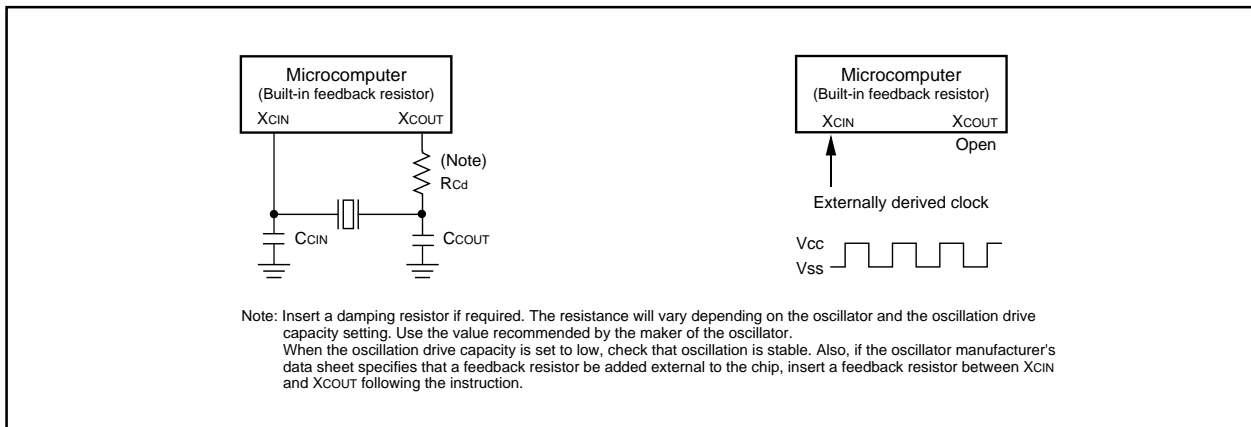 Microcomputer
(Built-in feedback resistor)
XCIN XCOUT
(Note)
RCd
CCIN CCOUT
Microcomputer
(Built-in feedback resistor)
XCIN XCOUT
Open
Externally derived clock
Vcc
Vss
Note: Insert a damping resistor if required. The resistance will vary depending on the oscillator and the oscillation drive
capacity setting. Use the value recommended by the maker of the oscillator.
When the oscillation drive capacity is set to low, check that oscillation is stable. Also, if the oscillator manufacturer's
data sheet specifies that a feedback resistor be added external to the chip, insert a feedback resistor between XCIN
and XCOUT following the instruction.